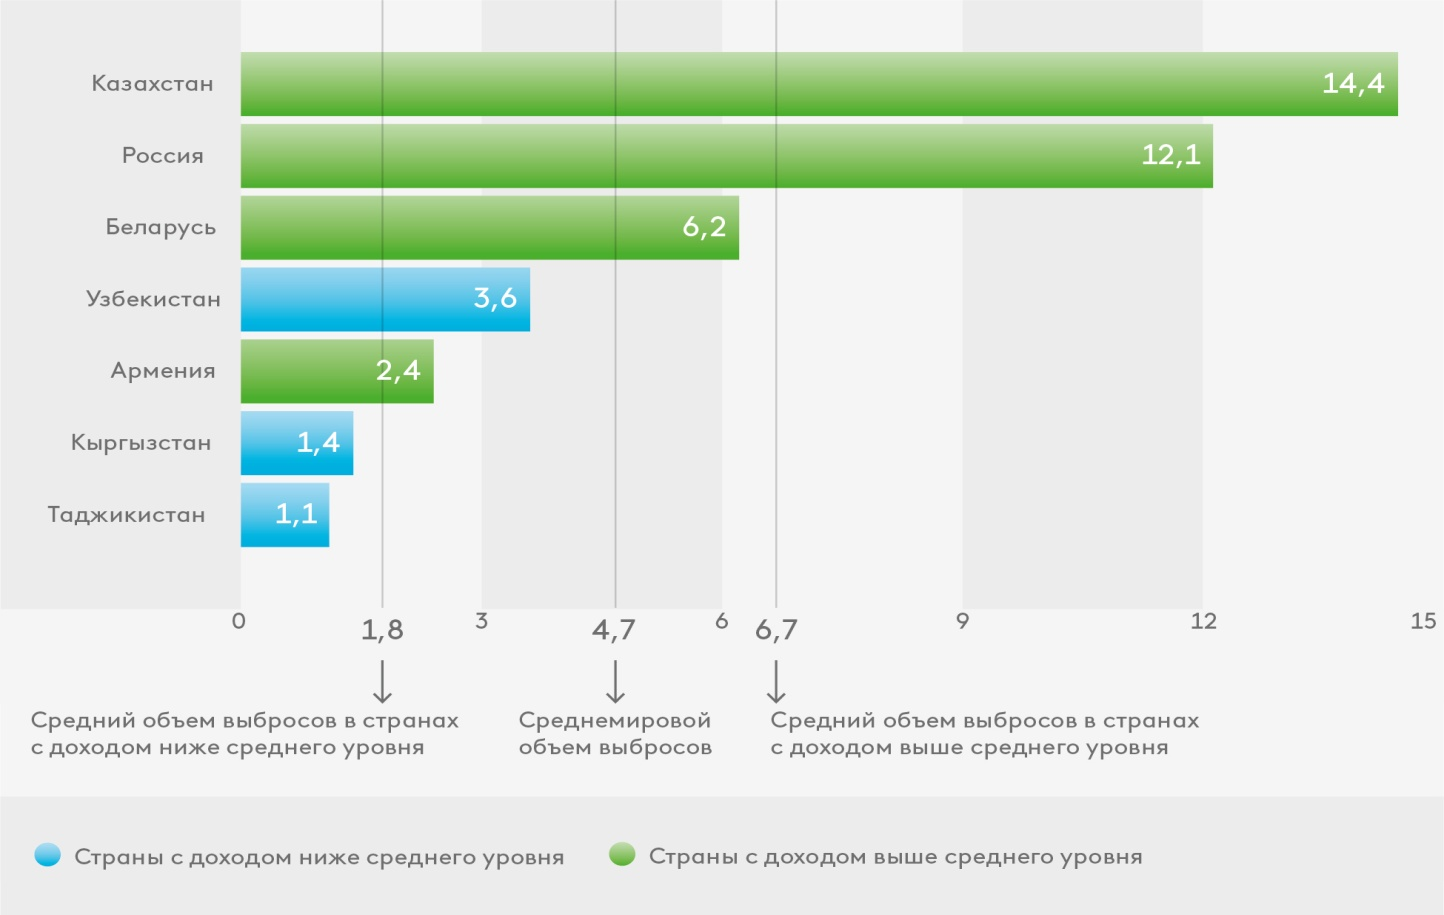 Казахстан 14,4
Россия 12,1
Беларусь 6,2
Узбекистан 3,6
Армения 2,4
Кыргызстан 1,4
Таджикистан 1,1
0 1,8 3 4,7 6 6,7 9 12 15
Средний объем выбросов в странах
с доходом ниже среднего уровня
Среднемировой
объем выбросов
Средний объем выбросов в странах
с доходом выше среднего уровня
Страны с доходом ниже среднего уровня
Страны с доходом выше среднего уровня